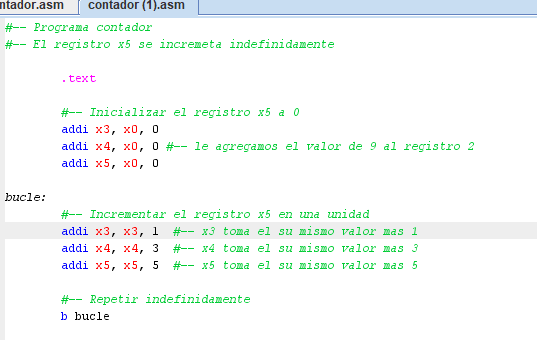 ntador.asm contador (1).asm
#-- Programa contador
#-- El registro x5 se incremeta indefinidamente
.text
#-- Inicializar el registro x5 a 0
addi x3, x0, 0
addi x4, x0, 0 #-- le agregamos el valor de 9 al registro 2
addi x5, x0, 0
bucle:
#-- Incrementar el registro x5 en una unidad
addi x3, x3, 1 #-- x3 toma el su mismo valor mas 1
addi x4, x4, 3 #-- x4 toma el su mismo valor mas 3
addi x5, x5, 5 #-- x5 toma el su mismo valor mas 5
#-- Repetir indefinidamente
b bucle